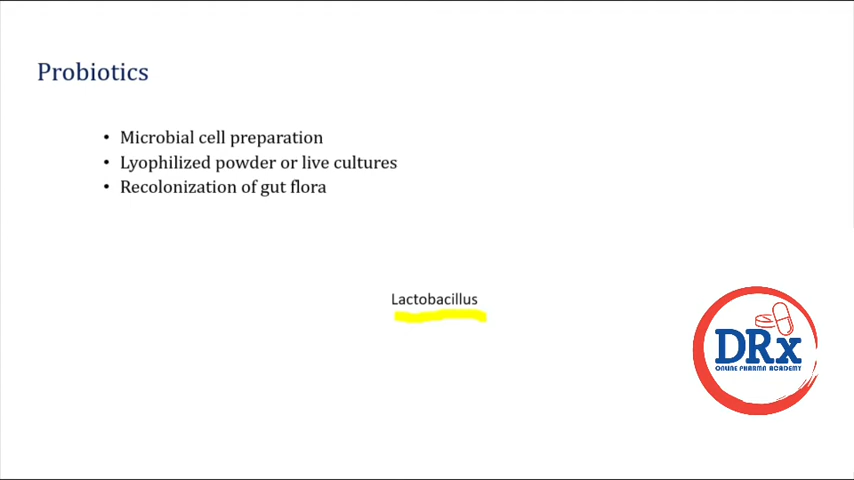 Probiotics
• Microbial cell preparation
• Lyophilized powder or live cultures
• Recolonization of gut flora
Lactobacillus
DRx
ONLINE PHARMA ACADEMY